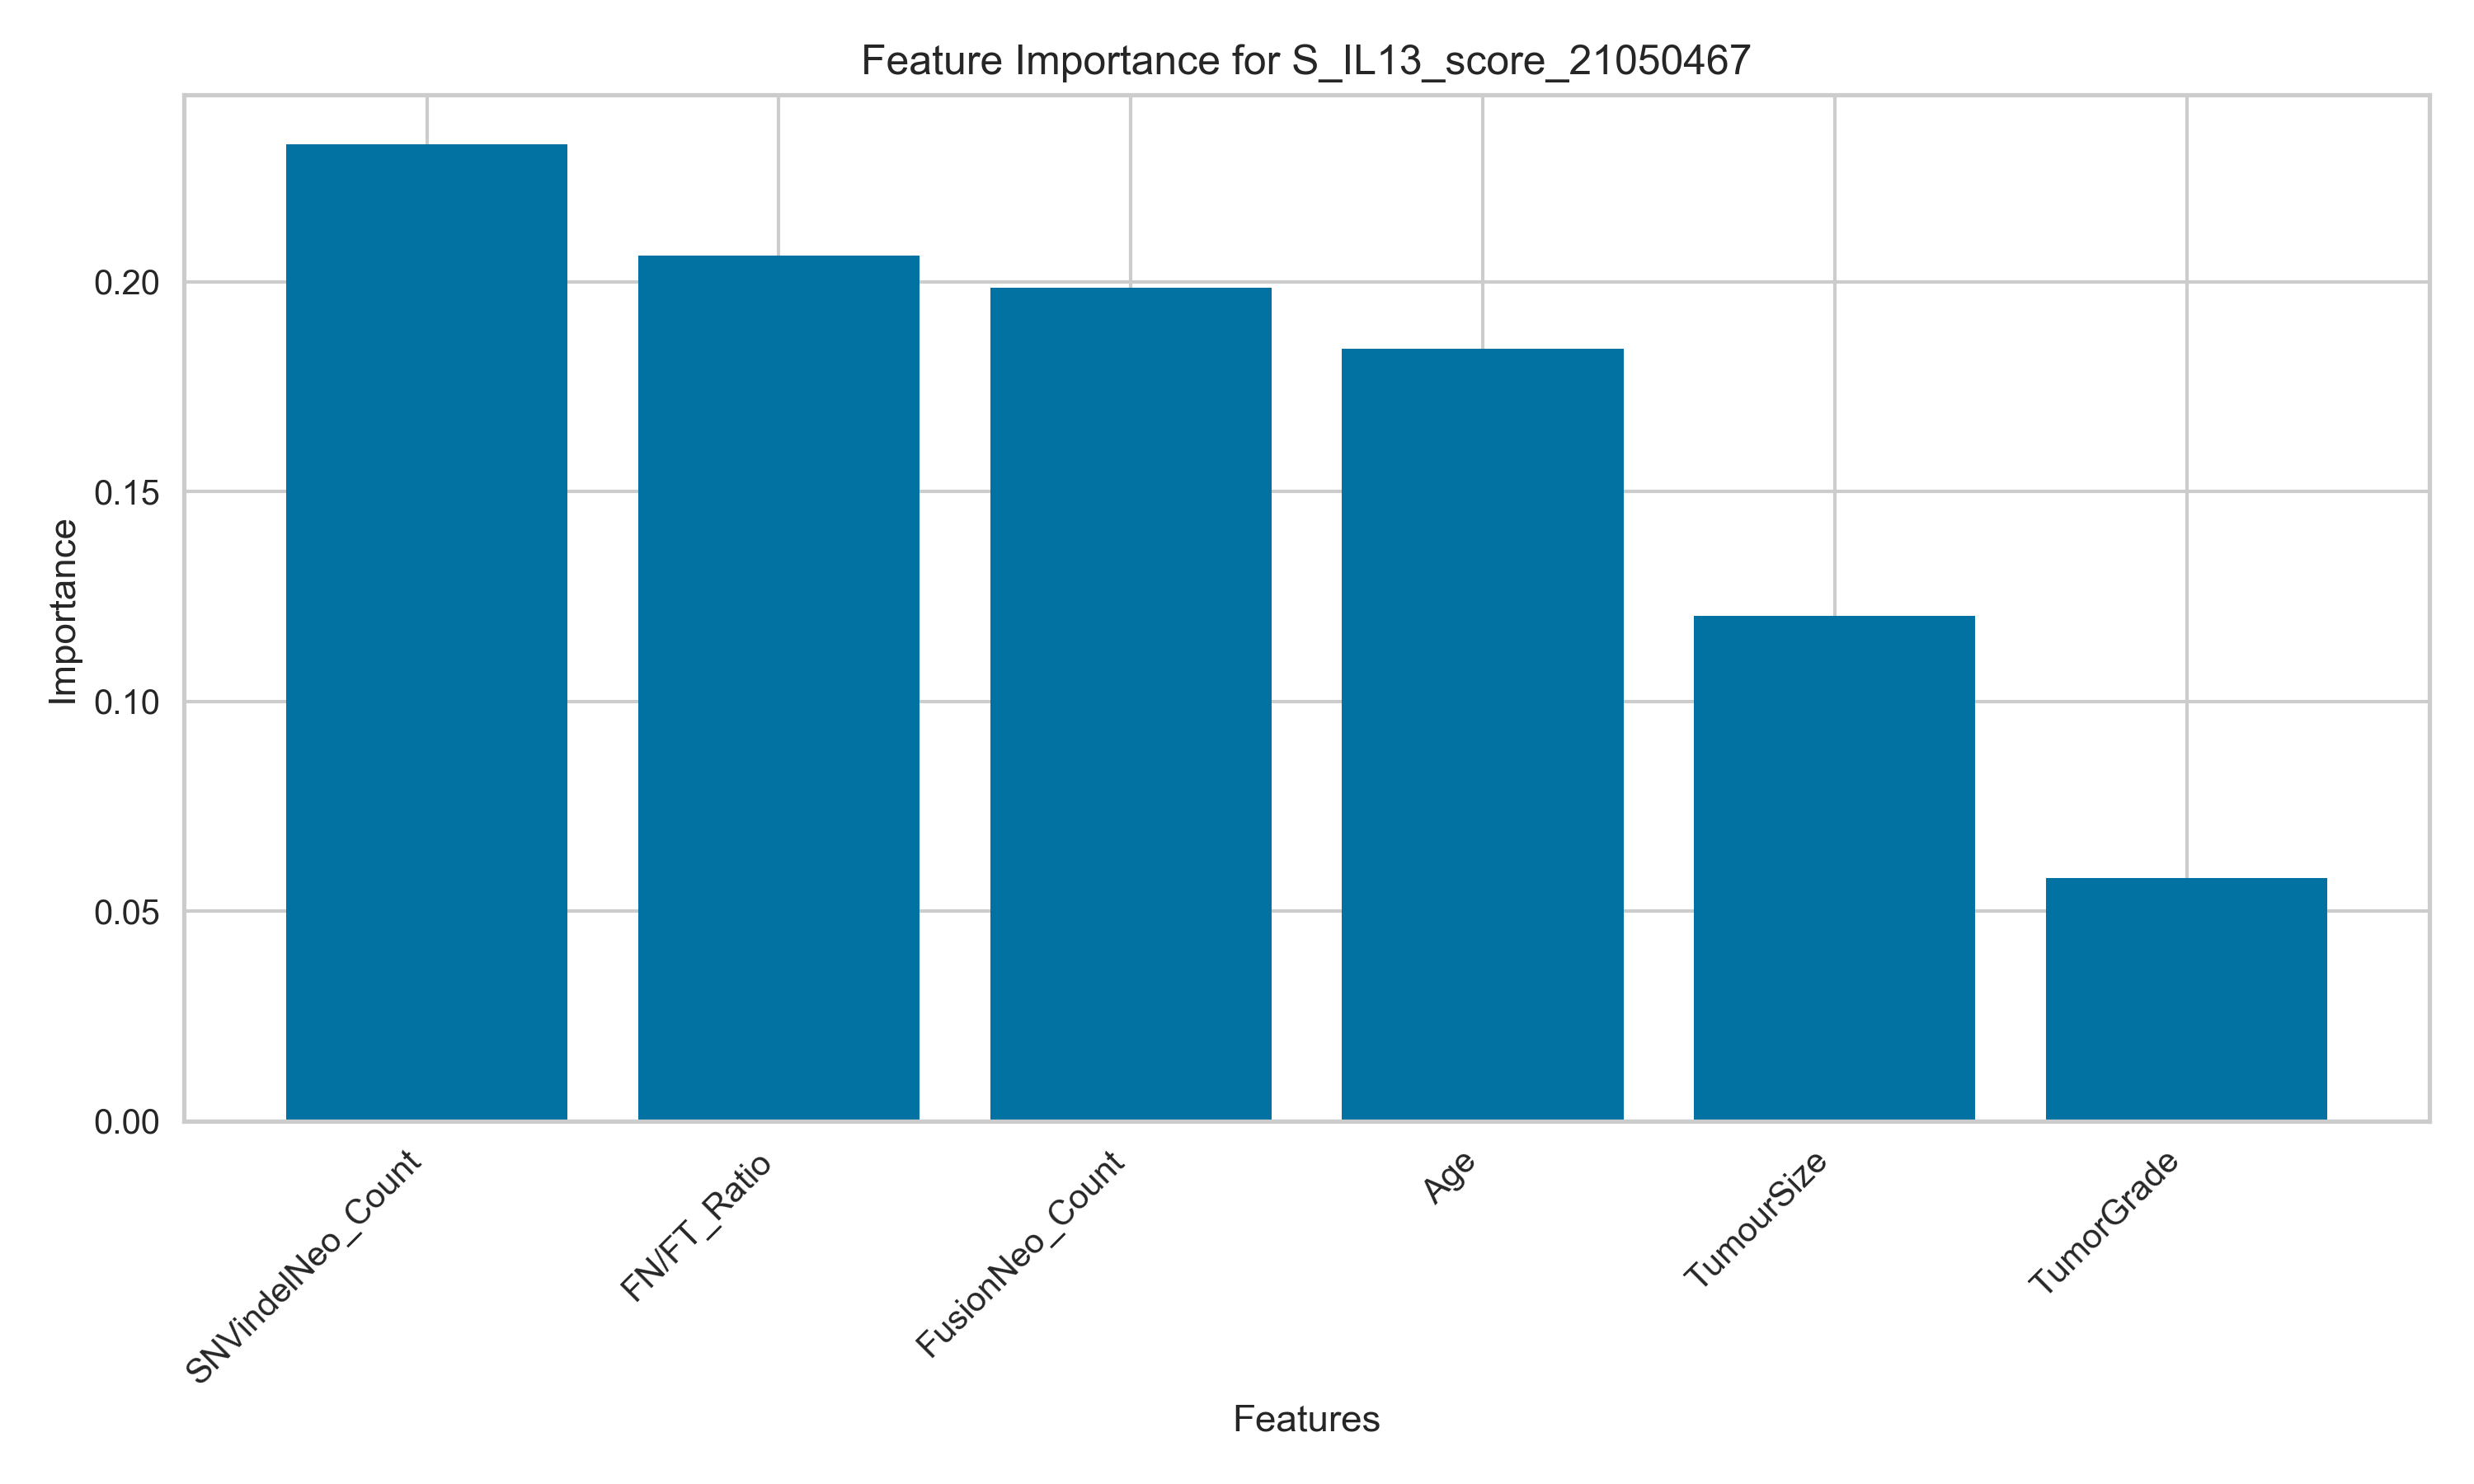 Feature Importance for S_IL13_score_21050467
Importance
0.20
0.15
0.10
0.05
0.00
SNVindelNeo_Count
FN/FT_Ratio
FusionNeo_Count
Age
TumourSize
TumorGrade
Features